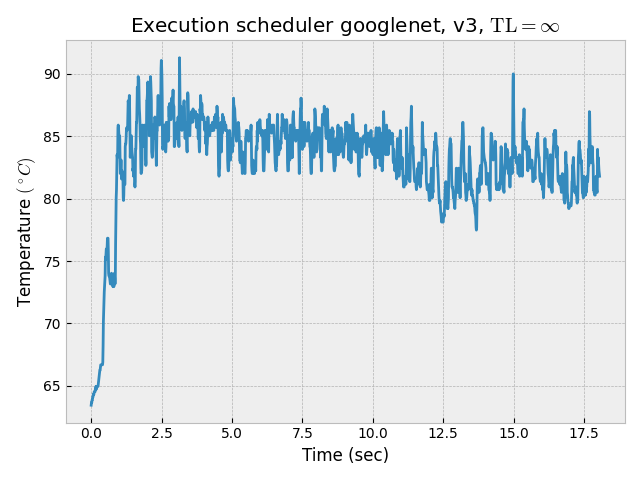 Execution scheduler googlenet, v3, TL = ∞
Temperature (°C)
90
85
80
75
70
65
0.0 2.5 5.0 7.5 10.0 12.5 15.0 17.5
Time (sec)